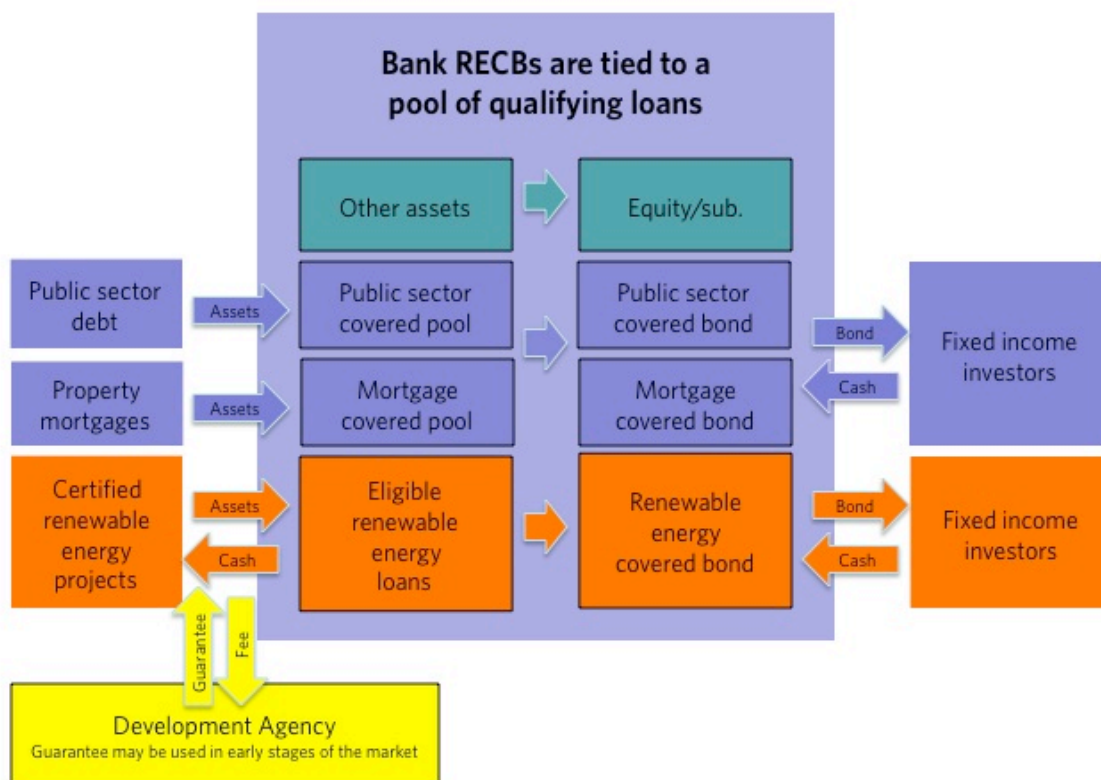 Bank RECBs are tied to a
pool of qualifying loans
Other assets
Equity/sub.
Public sector
debt
Assets
Public sector
covered pool
Public sector
covered bond
Bond
Fixed income
investors
Property
mortgages
Assets
Mortgage
covered pool
Mortgage
covered bond
Cash
Certified
renewable
energy
projects
Assets
Cash
Eligible
renewable
energy
loans
Renewable
energy
covered bond
Bond
Cash
Fixed income
investors
Guarantee
Fee
Development Agency
Guarantee may be used in early stages of the market